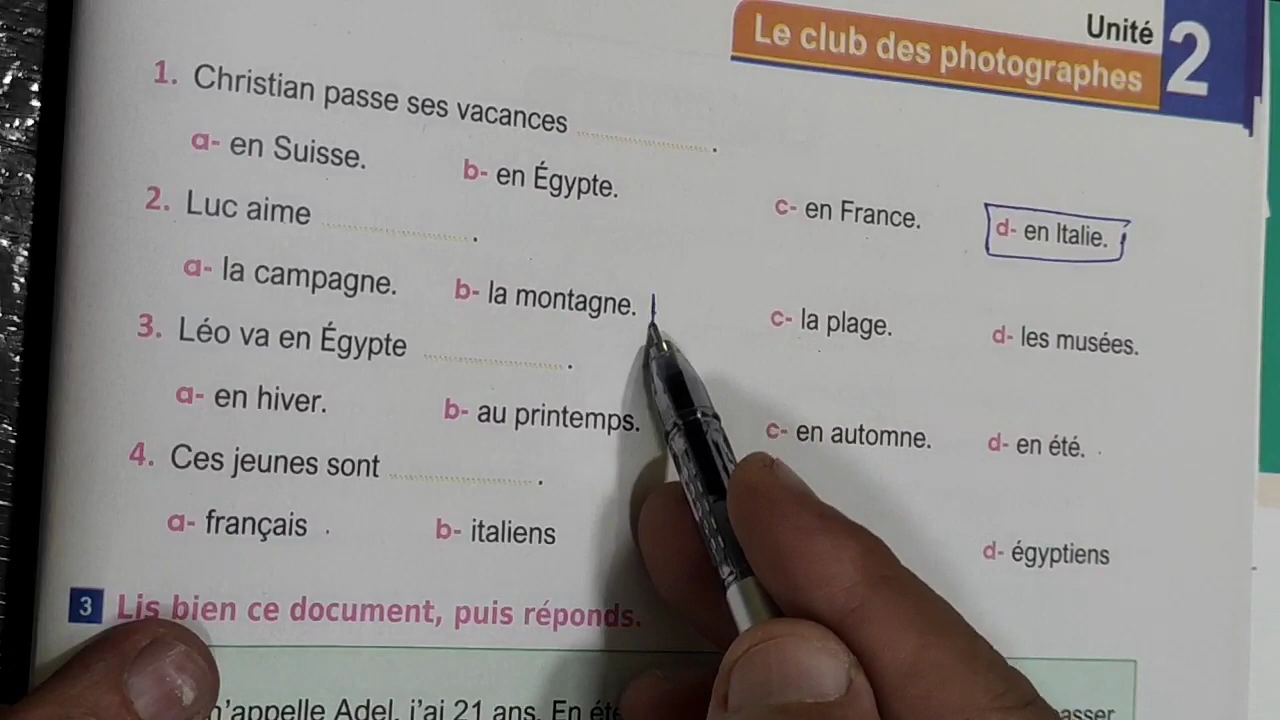 Unité 2
Le club des photographes
1. Christian passe ses vacances .
a- en Suisse. b- en Égypte. c- en France. d- en Italie.
2. Luc aime .
a- la campagne. b- la montagne. c- la plage. d- les musées.
3. Léo va en Égypte .
a- en hiver. b- au printemps. c- en automne. d- en été.
4. Ces jeunes sont .
a- français b- italiens d- égyptiens
3 Lis bien ce document, puis réponds.
m'appelle Adel, j'ai 21 ans. En été